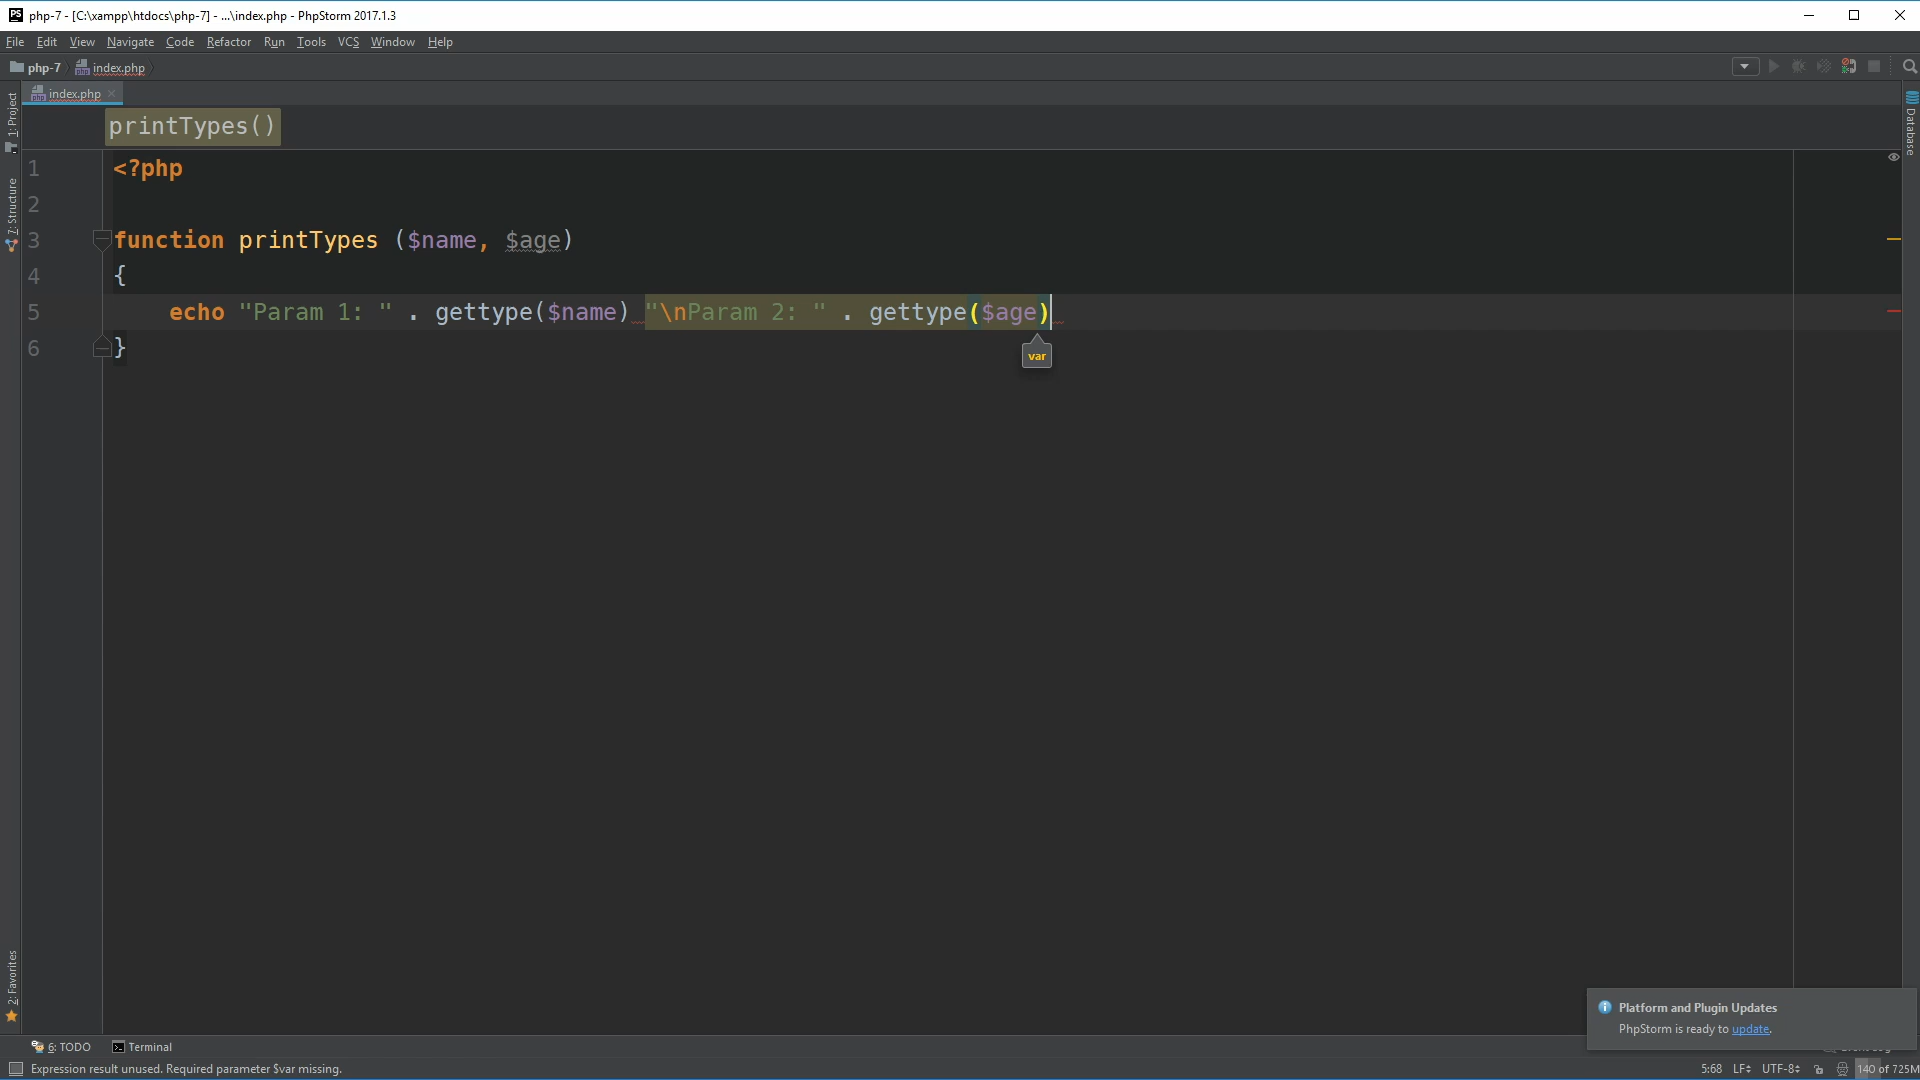 PS php-7 - [C:\xampp\htdocs\php-7] - ...\index.php - PhpStorm 2017.1.3
File Edit View Navigate Code Refactor Run Tools VCS Window Help
php-7 index.php
index.php
1: Project
7: Structure
2: Favorites
Database
printTypes()
1 <?php
2
3 function printTypes ($name, $age)
4 {
5 echo "Param 1: " . gettype($name) "\nParam 2: " . gettype($age)
var
6 }
Platform and Plugin Updates
PhpStorm is ready to update.
6: TODO Terminal
Expression result unused. Required parameter $var missing. 5:68 LF UTF-8 140 of 725M